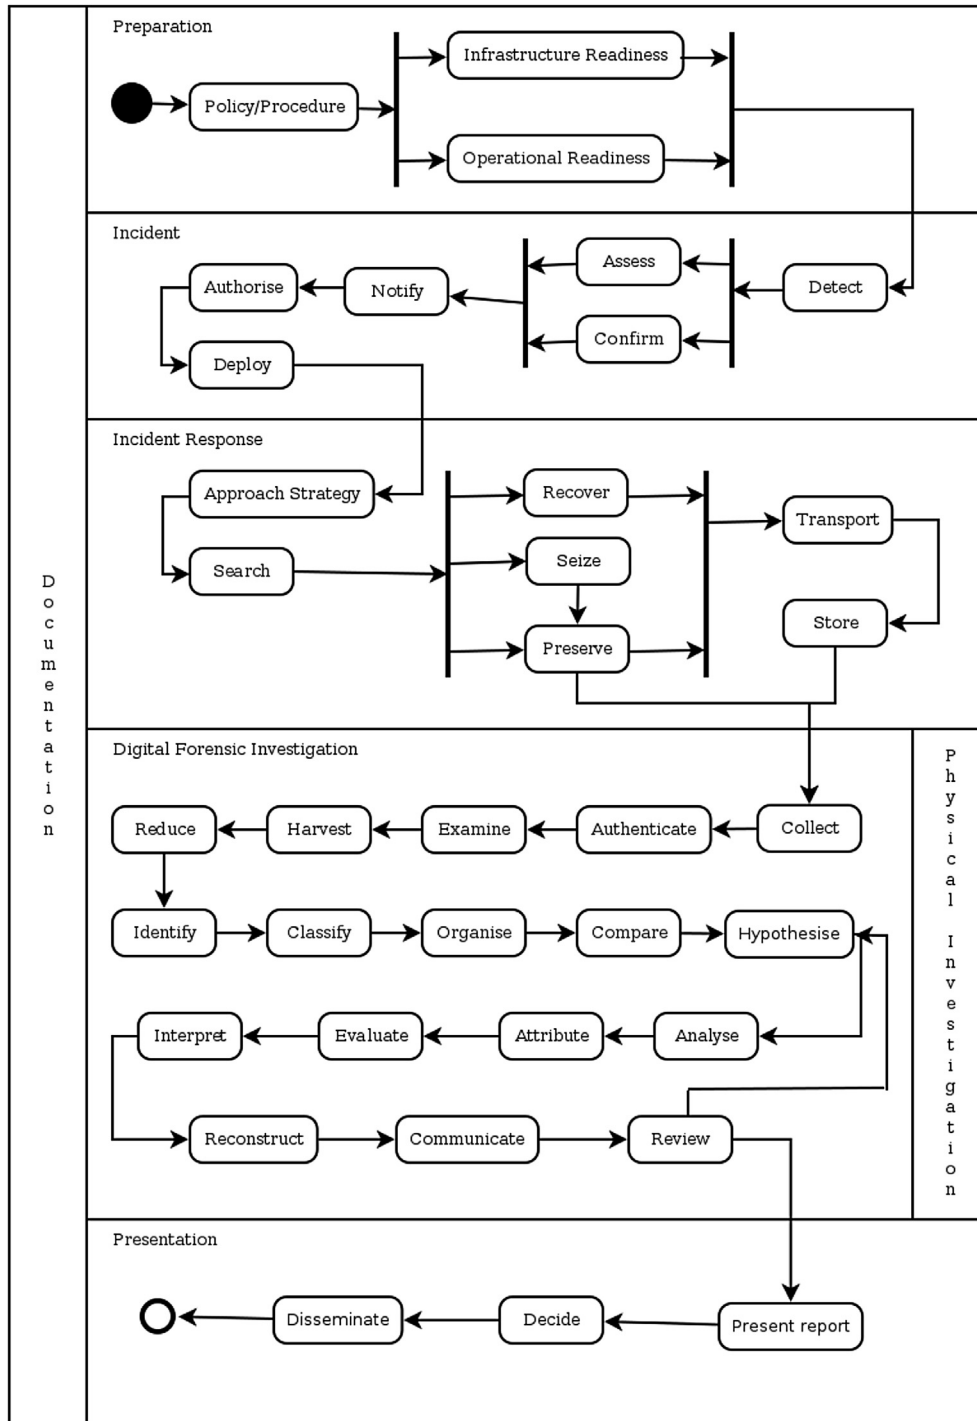 Preparation
Infrastructure Readiness
Policy/Procedure
Operational Readiness
Incident
Assess
Authorise
Notify
Detect
Confirm
Deploy
Incident Response
Approach Strategy
Recover
Transport
Seize
Search
Store
Preserve
Documentation
Digital Forensic Investigation
Physical Investigation
Reduce
Harvest
Examine
Authenticate
Collect
Identify
Classify
Organise
Compare
Hypothesise
Interpret
Evaluate
Attribute
Analyse
Reconstruct
Communicate
Review
Presentation
Disseminate
Decide
Present report